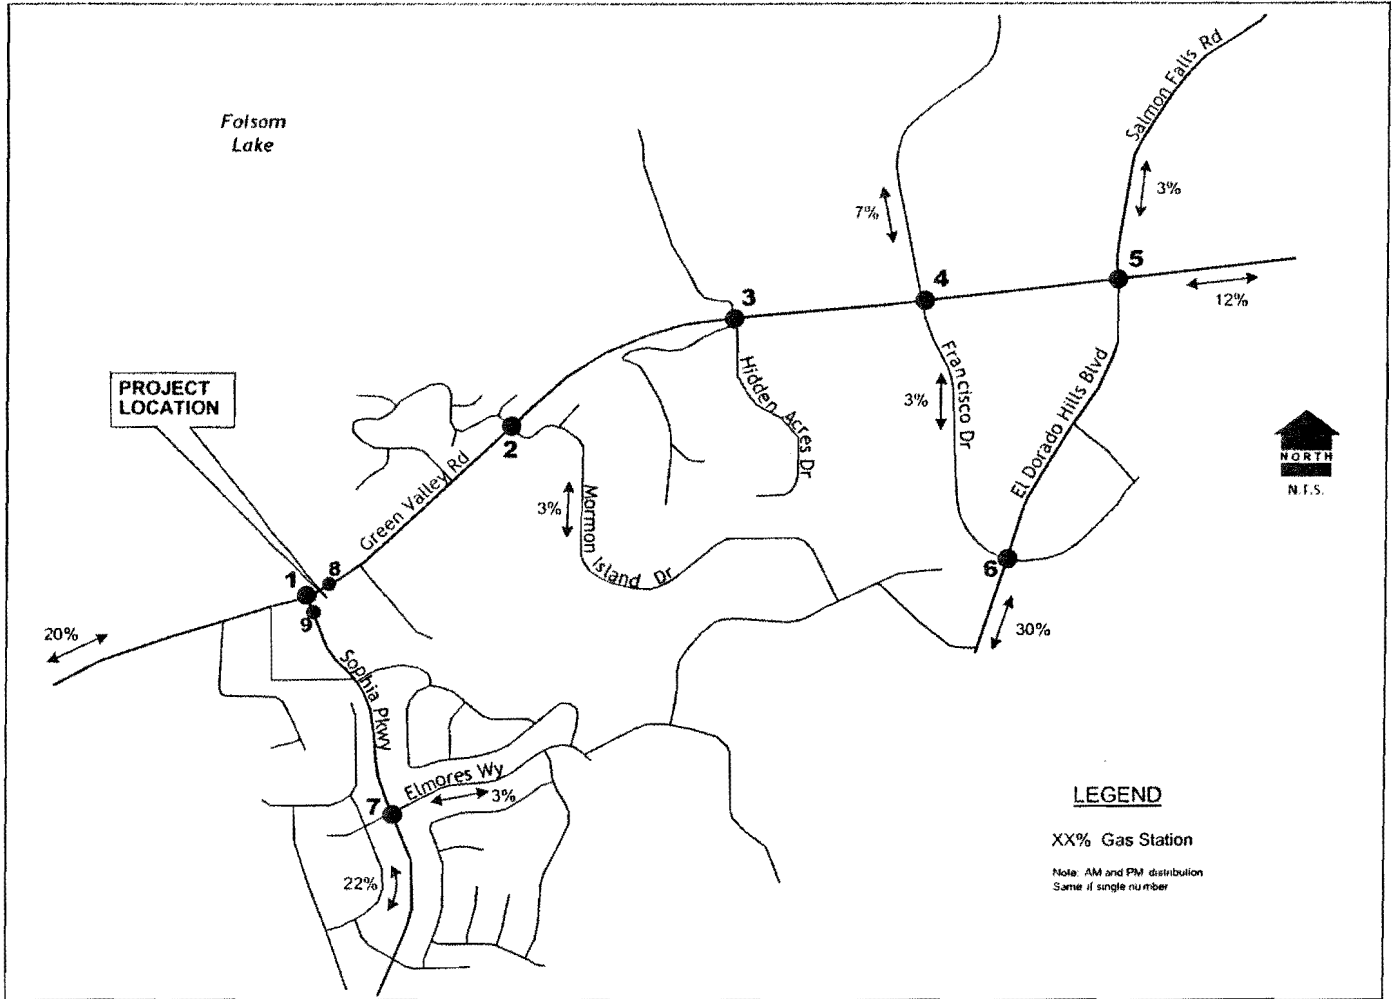 Folsom
Lake
Salmon Falls Rd
3%
7%
5
4
12%
3
PROJECT
LOCATION
Hidden Acres Dr
Francisco Dr
3%
El Dorado Hills Blvd
NORTH
N.T.S.
2
Green Valley Rd
3%
Mormon Island Dr
8
1
9
6
30%
20%
Sophia Pkwy
Elmores Wy
3%
7
22%
LEGEND
XX% Gas Station
Note: AM and PM distribution
Same if single number